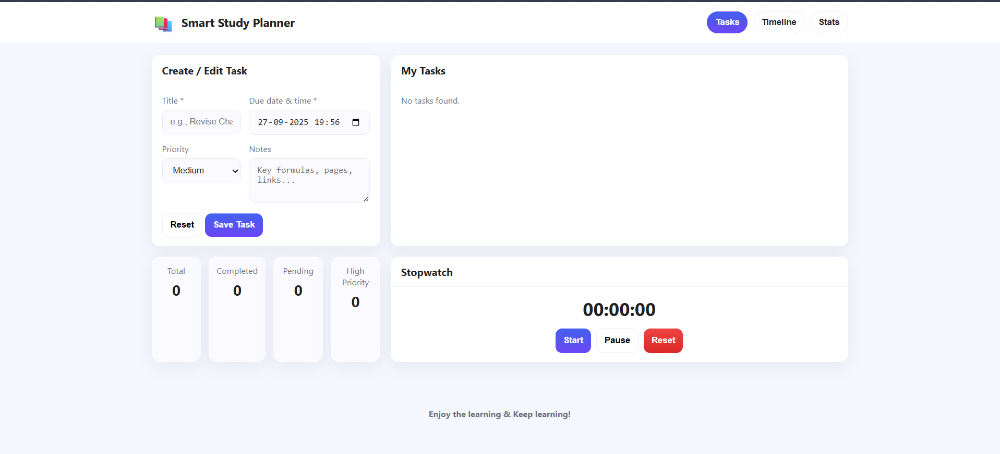 Smart Study Planner
Tasks
Timeline
Stats
Create / Edit Task
Title *
Due date & time *
e.g., Revise Cha
27-09-2025 19:56
Priority
Notes
Medium
Key formulas, pages,
links...
Reset
Save Task
My Tasks
No tasks found.
Total
0
Completed
0
Pending
0
High
Priority
0
Stopwatch
00:00:00
Start
Pause
Reset
Enjoy the learning & Keep learning!